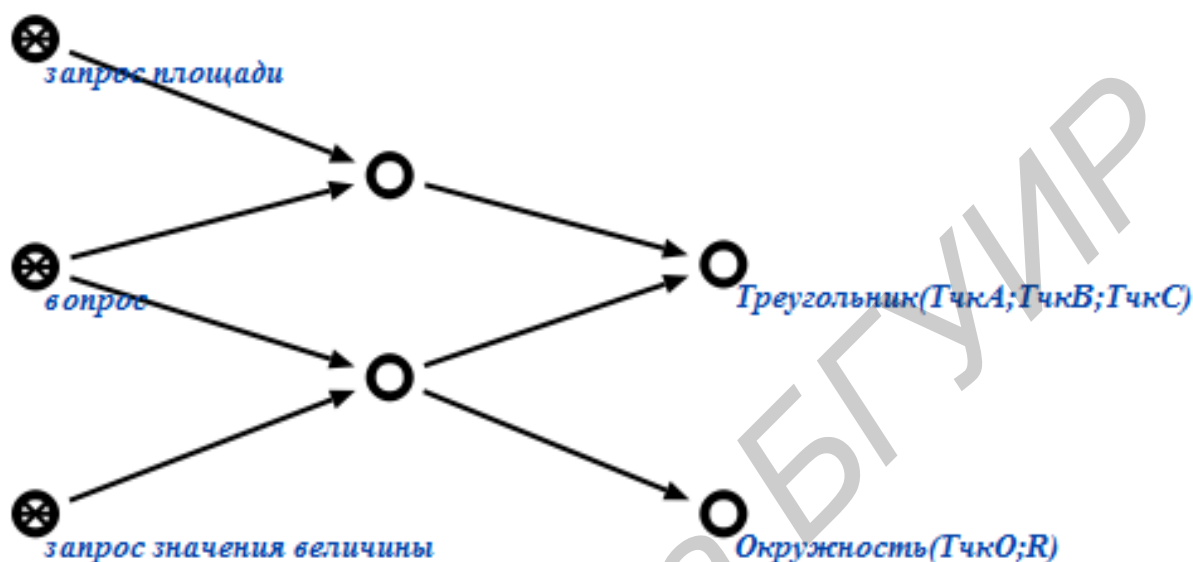 запрос площади
вопрос
Треугольник(ТчкА;ТчкВ;ТчкС)
запрос значения величины
Окружность(ТчкО;R)
БГУИР